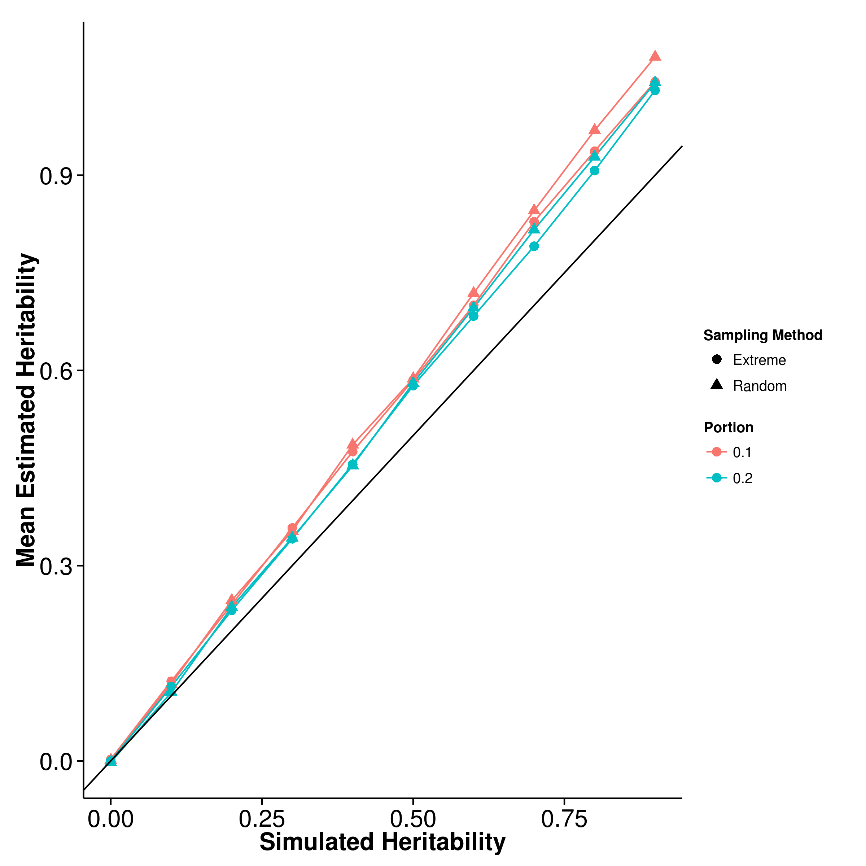 Mean Estimated Heritability
0.9
0.6
0.3
0.0
0.00 0.25 0.50 0.75
Simulated Heritability
Sampling Method
Extreme
Random
Portion
0.1
0.2